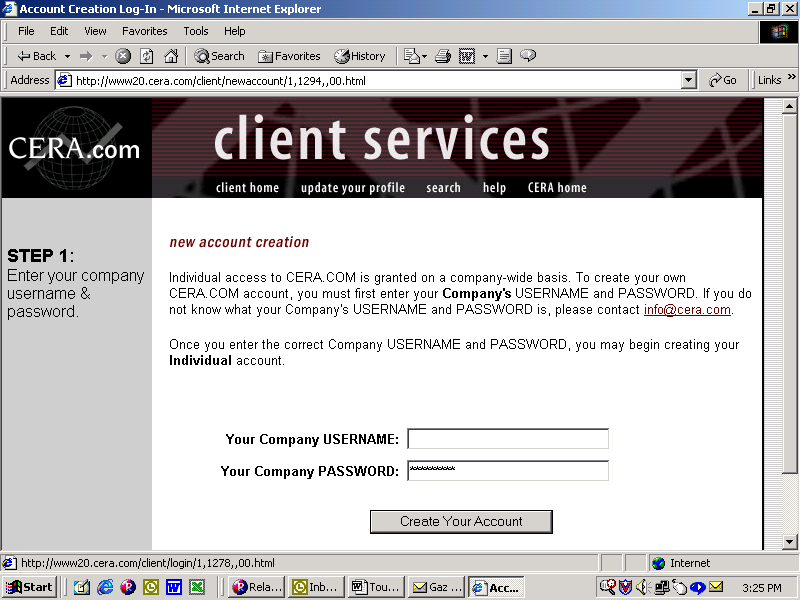 Account Creation Log-In - Microsoft Internet Explorer
File Edit View Favorites Tools Help
Back Search Favorites History
Address http://www20.cera.com/client/newaccount/1,1294,,00.html Go Links »
CERA.com
client services
client home update your profile search help CERA home
STEP 1:
Enter your company
username &
password.
new account creation
Individual access to CERA.COM is granted on a company-wide basis. To create your own
CERA.COM account, you must first enter your Company's USERNAME and PASSWORD. If you do
not know what your Company's USERNAME and PASSWORD is, please contact info@cera.com.
Once you enter the correct Company USERNAME and PASSWORD, you may begin creating your
Individual account.
Your Company USERNAME:
Your Company PASSWORD: *********
Create Your Account
http://www20.cera.com/client/login/1,1278,,00.html Internet
Start Rela... Inb... Tou... Gaz ... Acc... 3:25 PM